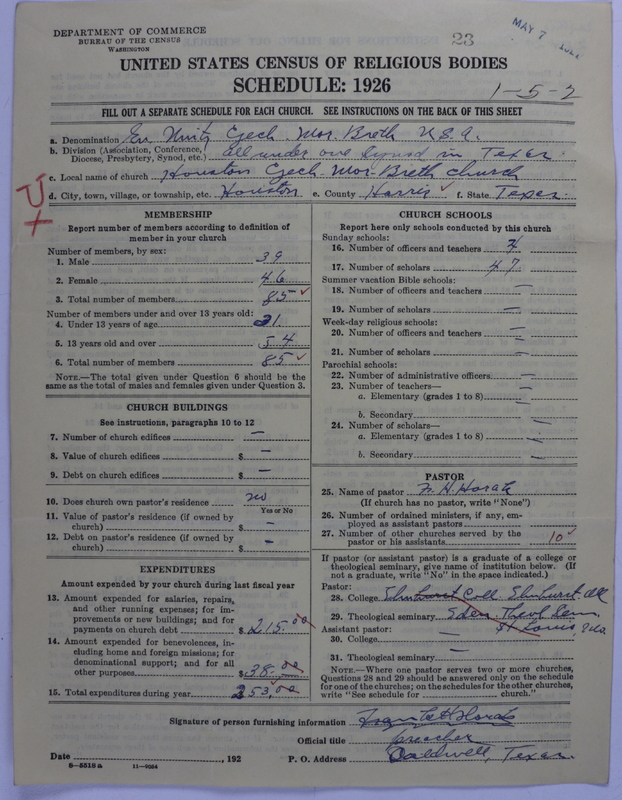 DEPARTMENT OF COMMERCE
BUREAU OF THE CENSUS
WASHINGTON
23
MAY 7
UNITED STATES CENSUS OF RELIGIOUS BODIES
SCHEDULE: 1926
1-5-2
FILL OUT A SEPARATE SCHEDULE FOR EACH CHURCH. SEE INSTRUCTIONS ON THE BACK OF THIS SHEET
a. Denomination Ev. Unity Czech. Mor. Breth. U.S.A.
b. Division (Association, Conference, Diocese, Presbytery, Synod, etc.) All under one Synod in Texas
c. Local name of church Houston Czech. Mor. Breth church
d. City, town, village, or township, etc. Houston e. County Harris f. State Texas
MEMBERSHIP
Report number of members according to definition of
member in your church
Number of members, by sex:
1. Male 39
2. Female 46
3. Total number of members 85
Number of members under and over 13 years old:
4. Under 13 years of age 21
5. 13 years old and over 54
6. Total number of members 85
NOTE.—The total given under Question 6 should be
same as the total of males and females given under Question 3.
CHURCH BUILDINGS
See instructions, paragraphs 10 to 12
7. Number of church edifices —
8. Value of church edifices $ —
9. Debt on church edifices $ —
10. Does church own pastor's residence no
Yes or No
11. Value of pastor's residence (if owned by
church) $ —
12. Debt on pastor's residence (if owned by
church) $ —
EXPENDITURES
Amount expended by your church during last fiscal year
13. Amount expended for salaries, repairs,
and other running expenses; for im-
provements or new buildings; and for
payments on church debt $ 215.00
14. Amount expended for benevolences, in-
cluding home and foreign missions; for
denominational support; and for all
other purposes $ 38.00
15. Total expenditures during year 253.00
CHURCH SCHOOLS
Report here only schools conducted by this church
Sunday schools:
16. Number of officers and teachers
17. Number of scholars 47
Summer vacation Bible schools:
18. Number of officers and teachers —
19. Number of scholars —
Week-day religious schools:
20. Number of officers and teachers —
21. Number of scholars —
Parochial schools:
22. Number of administrative officers —
23. Number of teachers—
a. Elementary (grades 1 to 8) —
b. Secondary —
24. Number of scholars—
a. Elementary (grades 1 to 8) —
b. Secondary —
PASTOR
25. Name of pastor
(If church has no pastor, write "None")
26. Number of ordained ministers, if any, em-
ployed as assistant pastors
27. Number of other churches served by the
pastor or his assistants 10
If pastor (or assistant pastor) is a graduate of a college or
theological seminary, give name of institution below. (If
not a graduate, write "No" in the space indicated.)
Pastor:
28. College Elmhurst Coll. Elmhurst Ill
29. Theological seminary Eden Theol. Sem.
St Louis, Mo.
Assistant pastor:
30. College —
31. Theological seminary —
NOTE.—Where one pastor serves two or more churches,
Questions 28 and 29 should be answered only on the schedule
for one of the churches; on the schedules for the other churches,
write "See schedule for church."
Signature of person furnishing information
Official title preacher
Date , 192 P. O. Address Caldwell, Texas
8-5518 a 11-9054